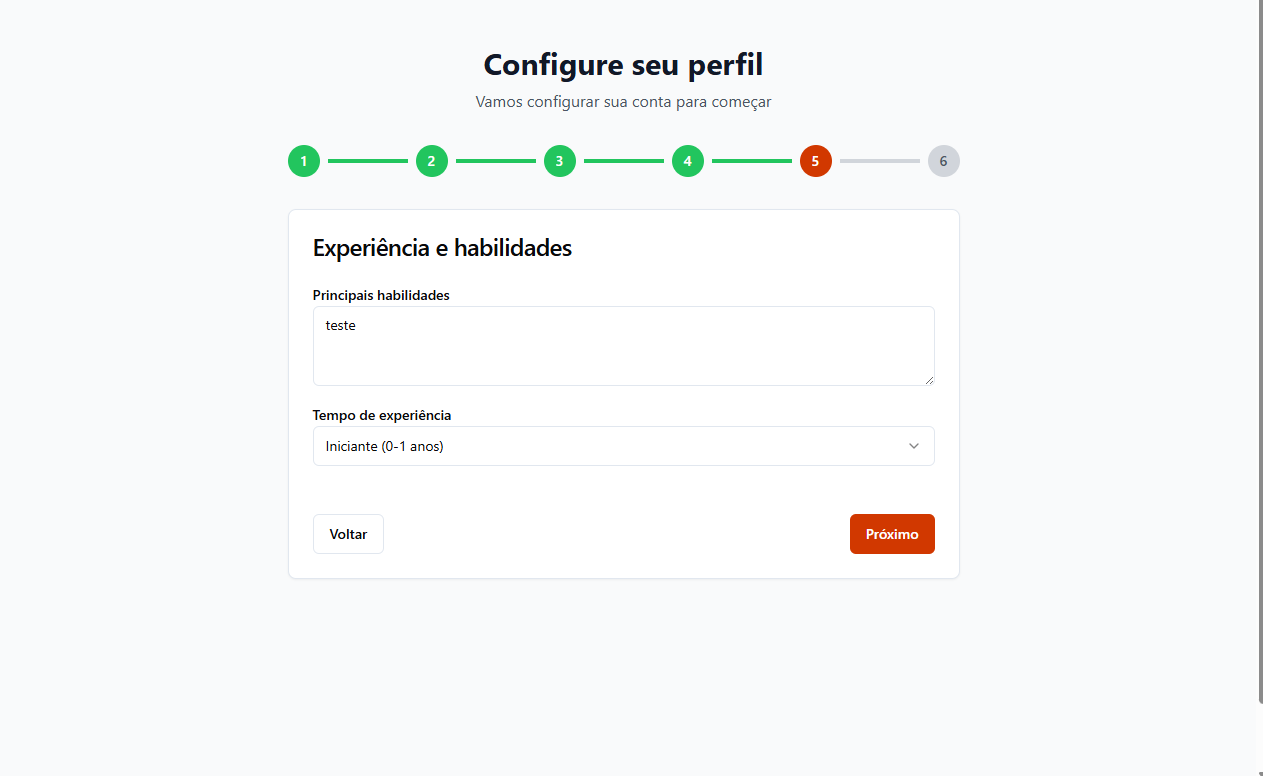 Configure seu perfil
Vamos configurar sua conta para começar
1 2 3 4 5 6
Experiência e habilidades
Principais habilidades
teste
Tempo de experiência
Iniciante (0-1 anos)
Voltar Próximo